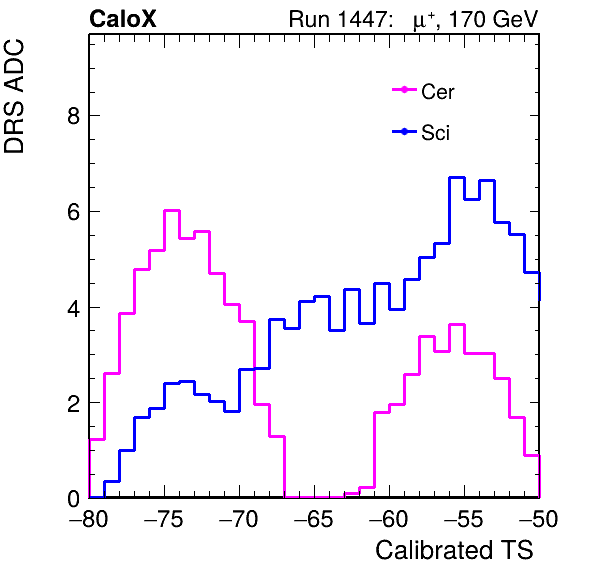 CaloX Run 1447: μ⁺, 170 GeV
DRS ADC
Cer
Sci
8
6
4
2
0
−80 −75 −70 −65 −60 −55 −50
Calibrated TS